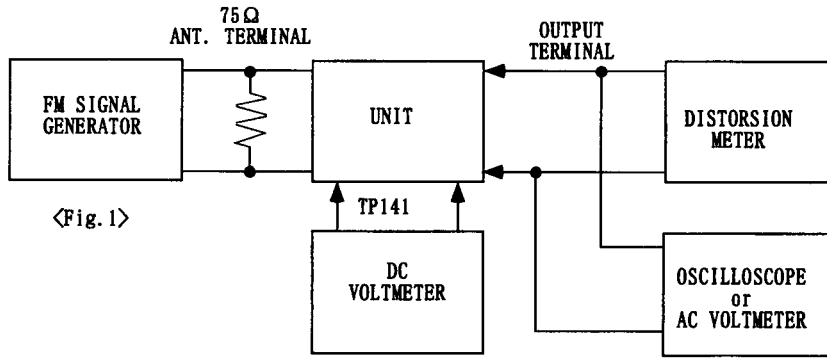 75Ω
ANT. TERMINAL
OUTPUT
TERMINAL
FM SIGNAL
GENERATOR
UNIT
DISTORSION
METER
<Fig.1>
TP141
DC
VOLTMETER
OSCILLOSCOPE
or
AC VOLTMETER